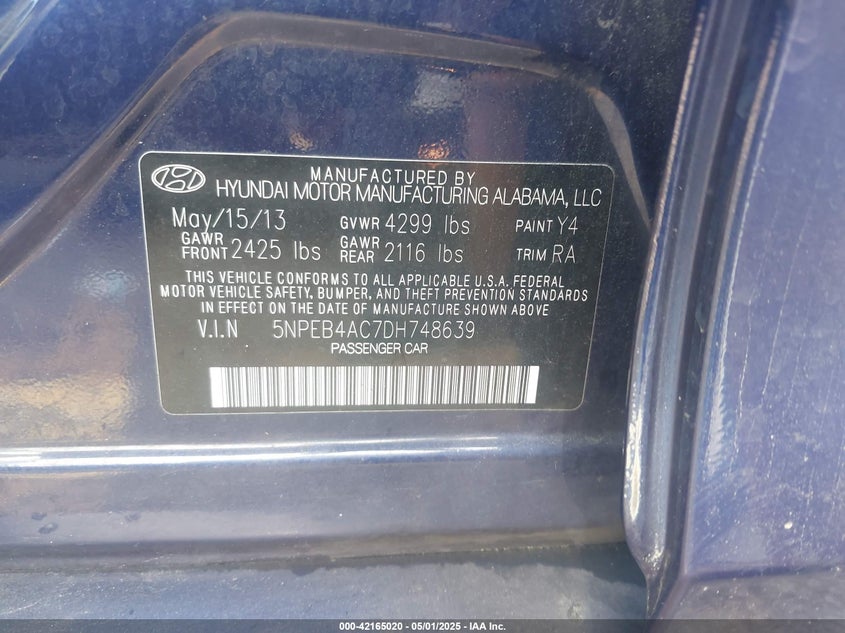 MANUFACTURED BY
HYUNDAI MOTOR MANUFACTURING ALABAMA, LLC
May/15/13 GVWR 4299 lbs PAINT Y4
GAWR FRONT 2425 lbs GAWR REAR 2116 lbs TRIM RA
THIS VEHICLE CONFORMS TO ALL APPLICABLE U.S.A. FEDERAL
MOTOR VEHICLE SAFETY, BUMPER, AND THEFT PREVENTION STANDARDS
IN EFFECT ON THE DATE OF MANUFACTURE SHOWN ABOVE.
V.I.N 5NPEB4AC7DH748639
PASSENGER CAR
000-42165020 - 05/01/2025 - IAA Inc.